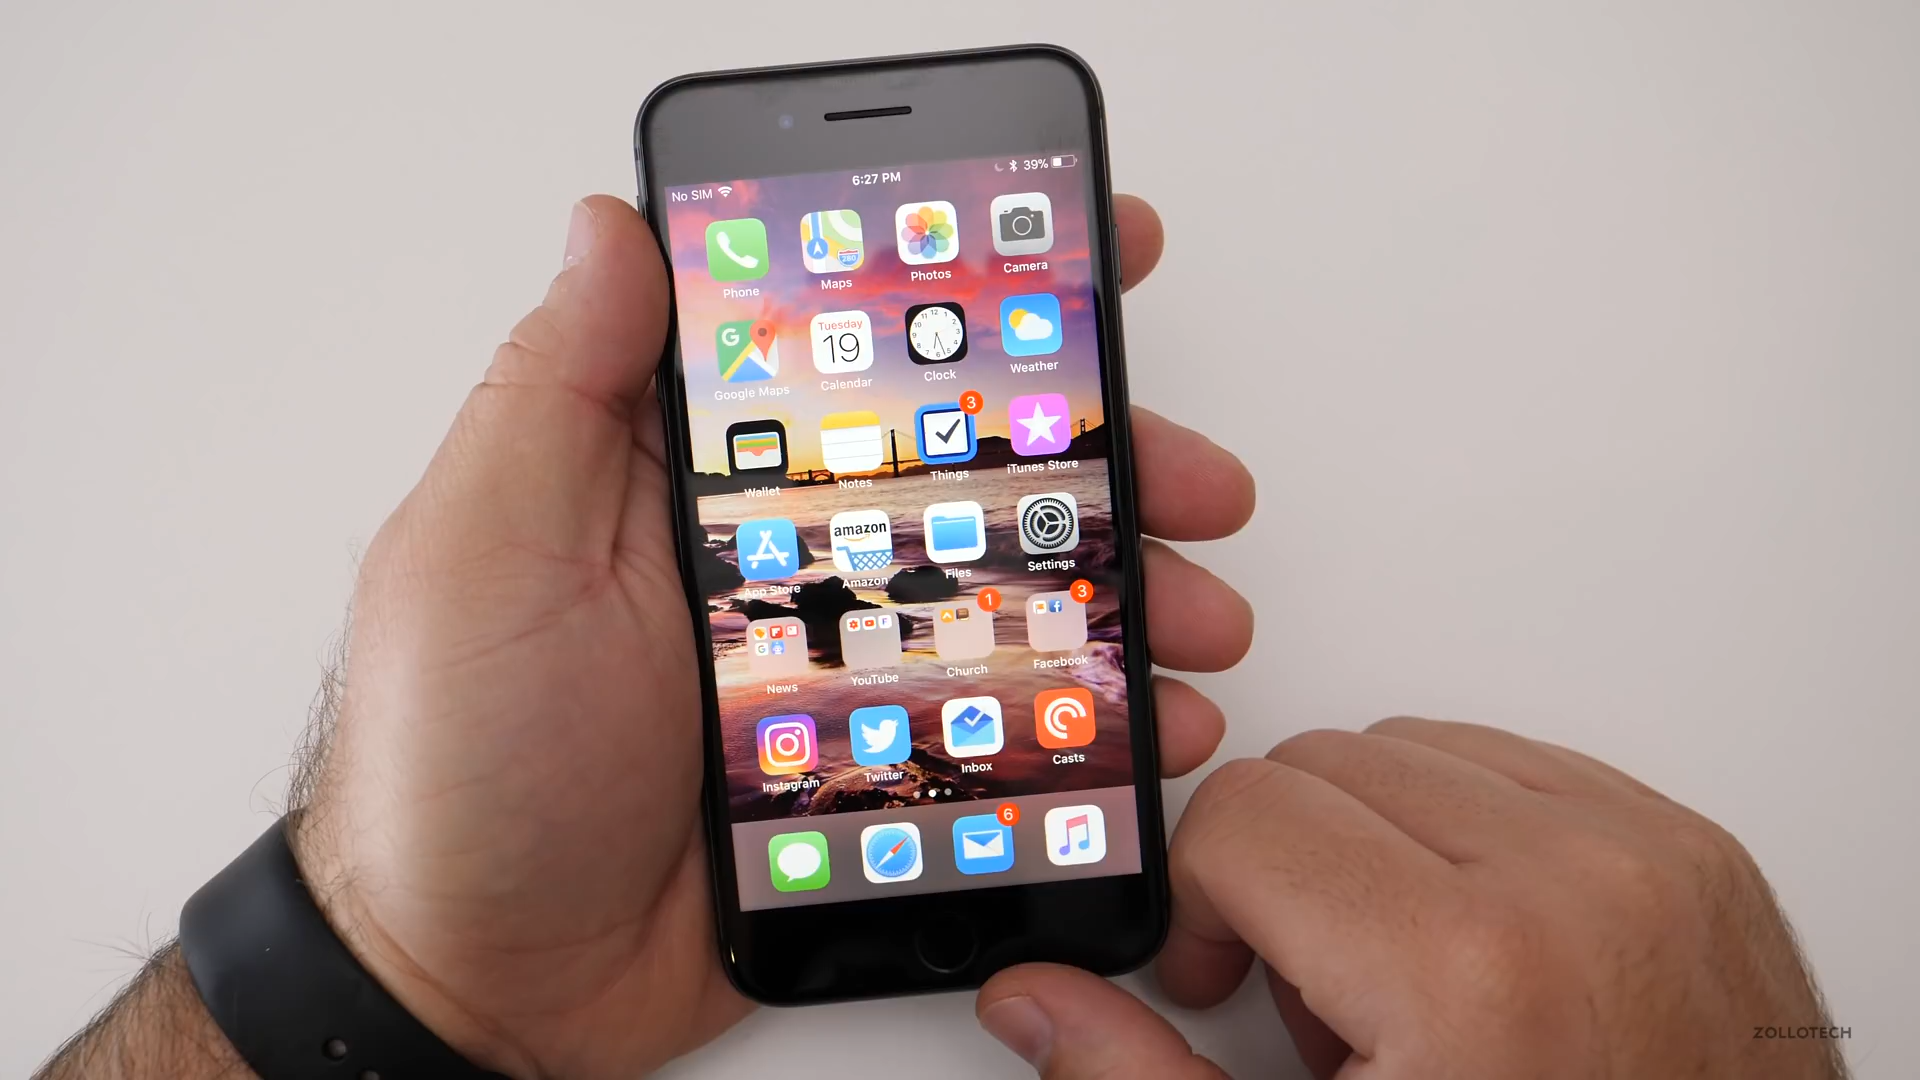 No SIM 6:27 PM 39%
Phone Maps Photos Camera
280
G
Tuesday
19
Google Maps Calendar Clock Weather
3
Wallet Notes Things iTunes Store
amazon
App Store Amazon Files Settings
1 3
News YouTube Church Facebook
Instagram Twitter Inbox Casts
6
ZOLLOTECH